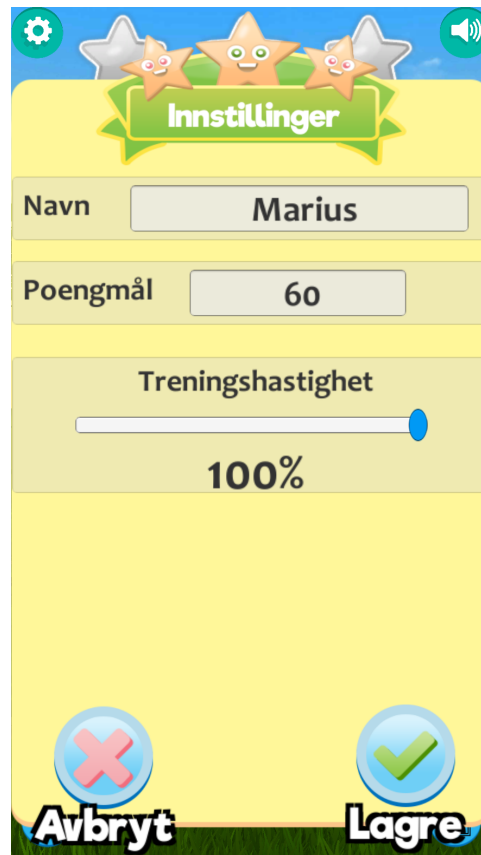 Innstillinger
Navn Marius
Poengmål 60
Treningshastighet
100%
Avbryt Lagre